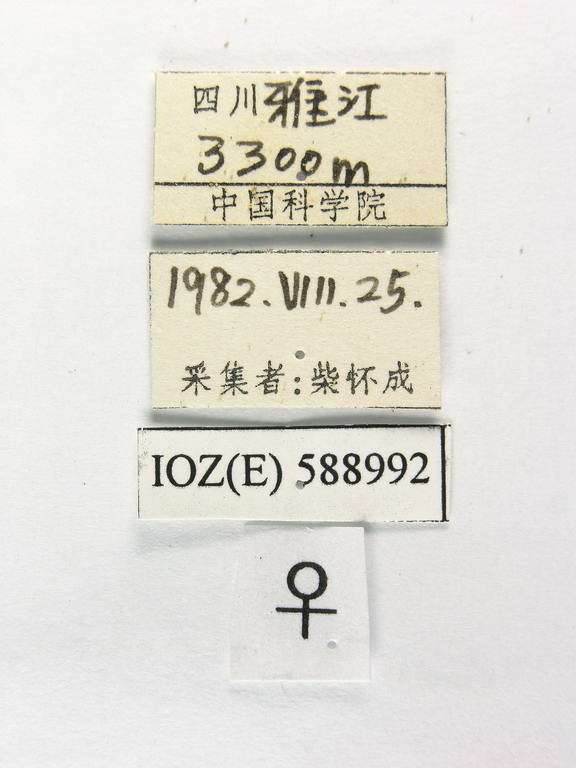 四川雅江
3300m
中国科学院
1982.VIII.25.
采集者:柴怀成
IOZ(E) 588992
♀